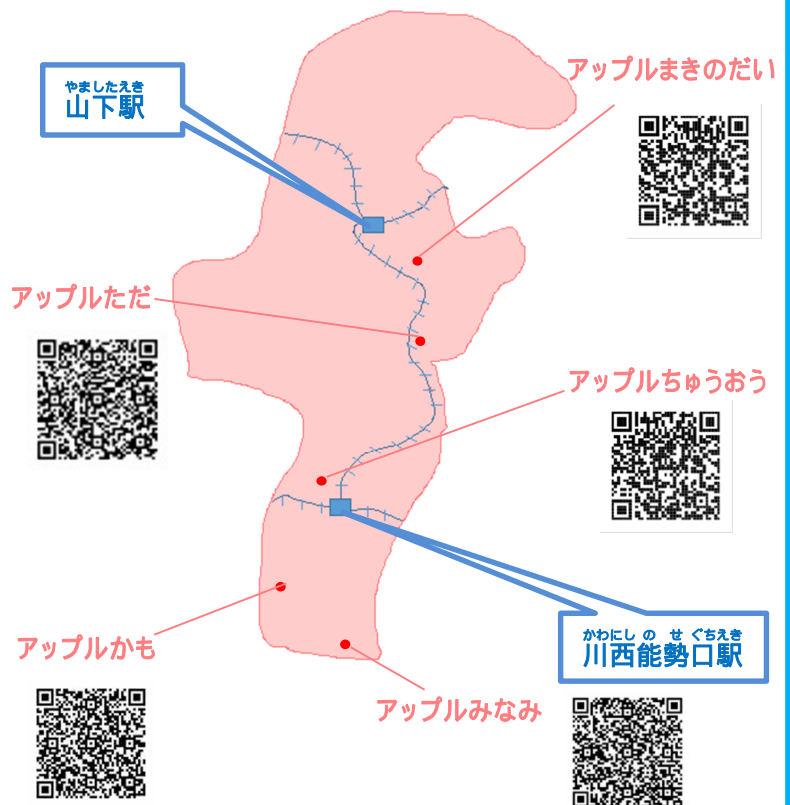 アップルまきのだい
やましたえき
山下駅
アップルただ
アップルちゅうおう
かわにしのせぐちえき
川西能勢口駅
アップルかも
アップルみなみ